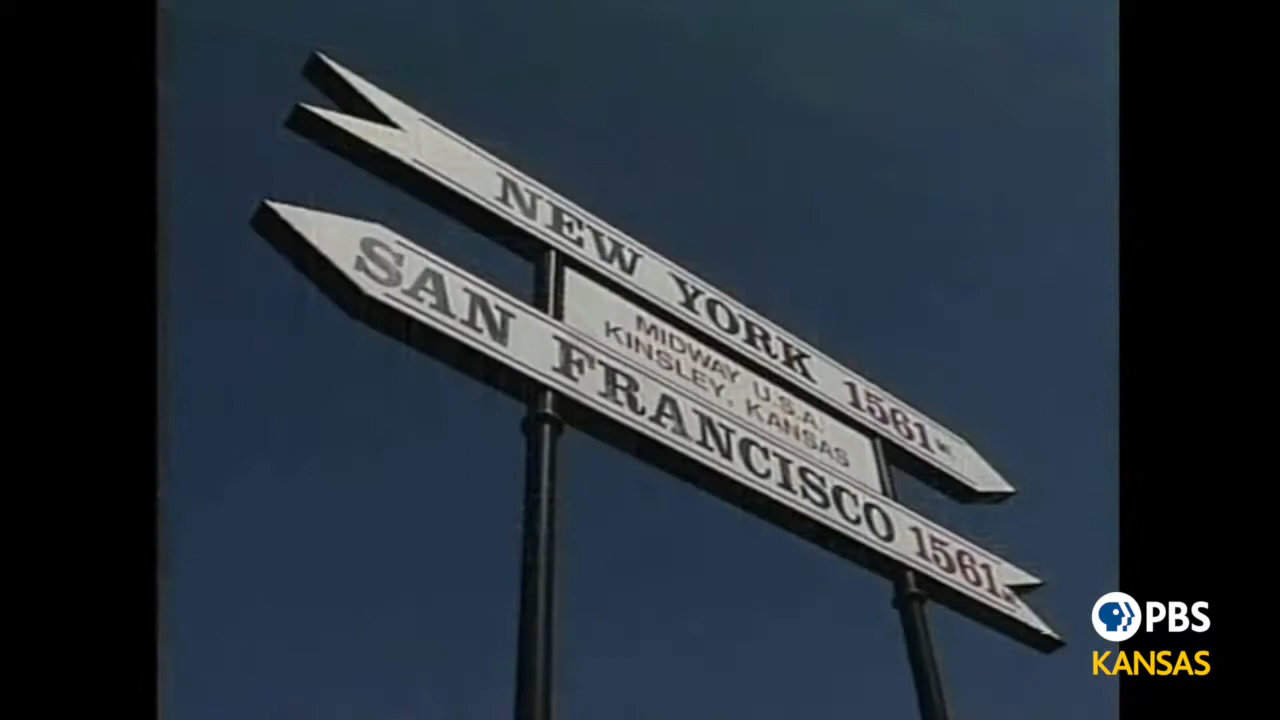 NEW YORK 1561
MIDWAY U.S.A.
KINSLEY, KANSAS
SAN FRANCISCO 1561
PBS
KANSAS